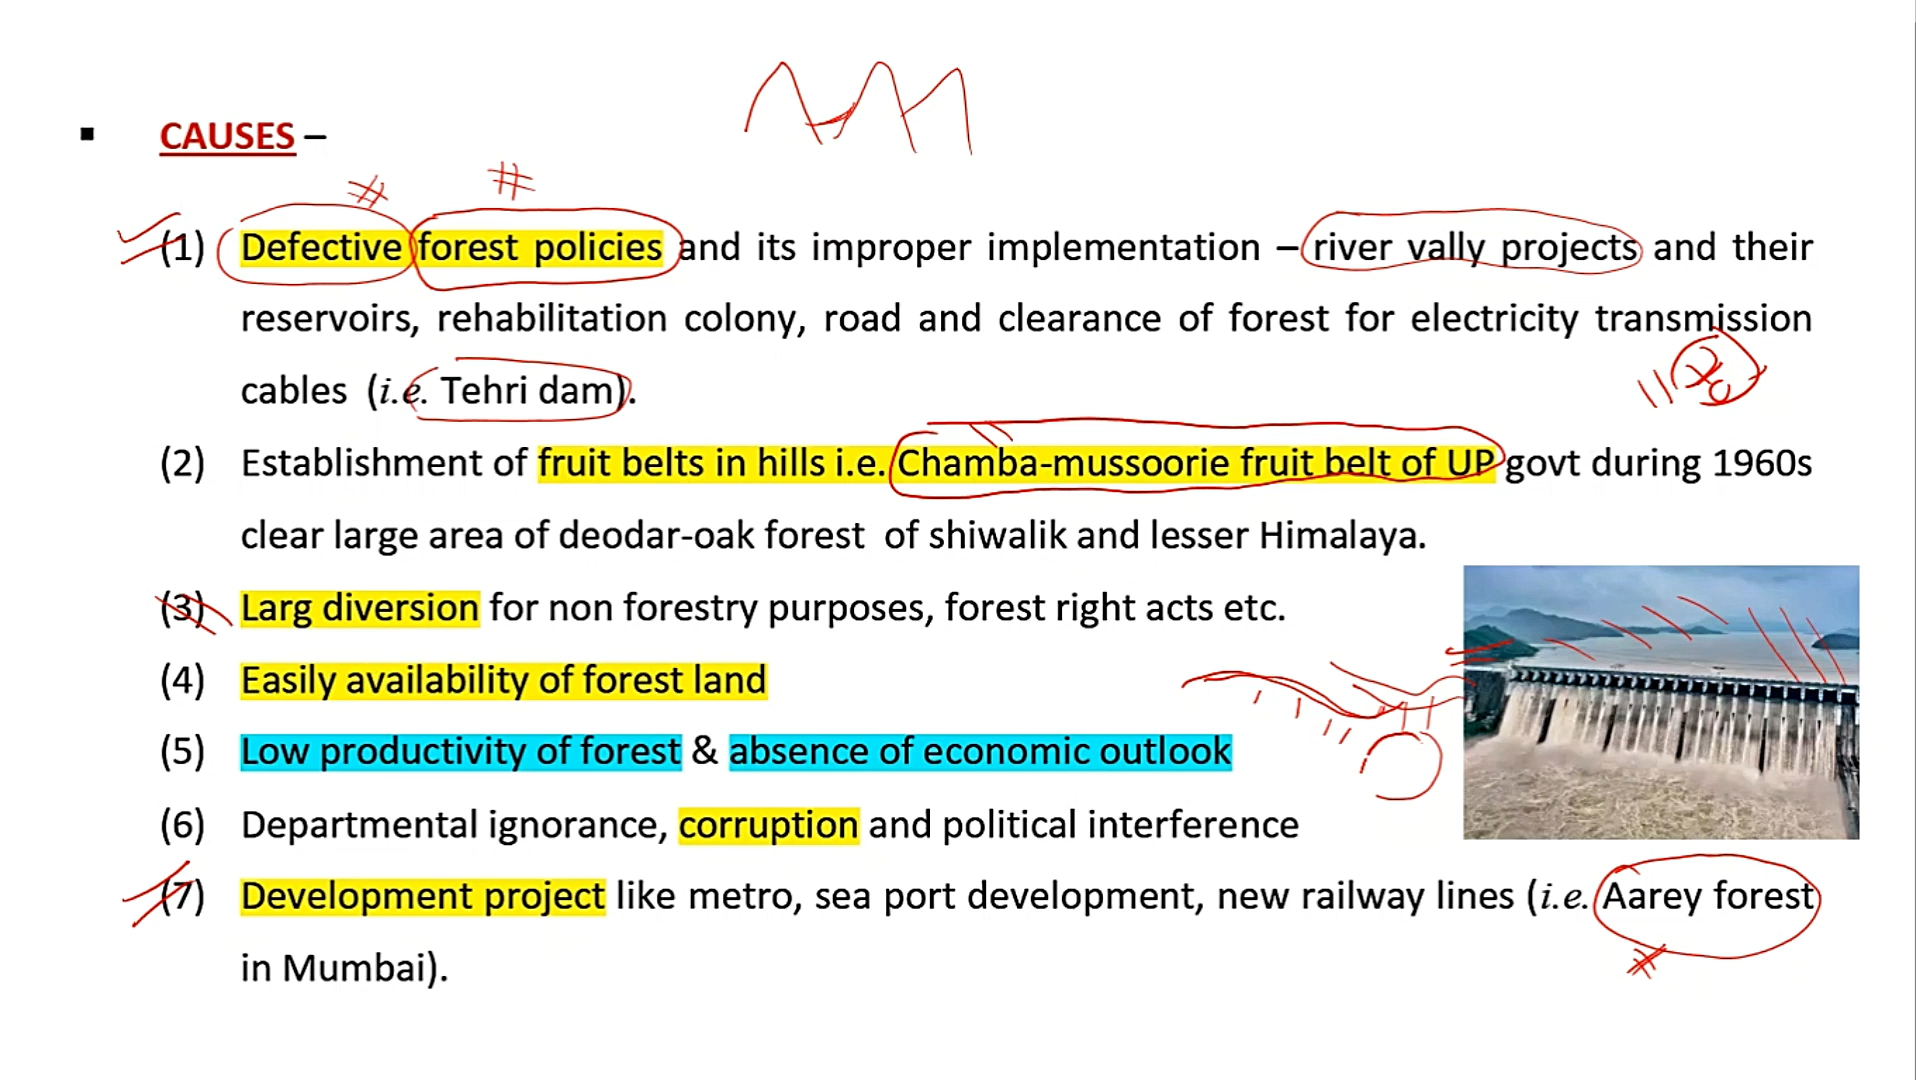 ▪ CAUSES –
(1) Defective forest policies and its improper implementation – river vally projects and their
reservoirs, rehabilitation colony, road and clearance of forest for electricity transmission
cables (i.e. Tehri dam).
(2) Establishment of fruit belts in hills i.e. Chamba-mussoorie fruit belt of UP govt during 1960s
clear large area of deodar-oak forest of shiwalik and lesser Himalaya.
(3) Larg diversion for non forestry purposes, forest right acts etc.
(4) Easily availability of forest land
(5) Low productivity of forest & absence of economic outlook
(6) Departmental ignorance, corruption and political interference
(7) Development project like metro, sea port development, new railway lines (i.e. Aarey forest
in Mumbai).